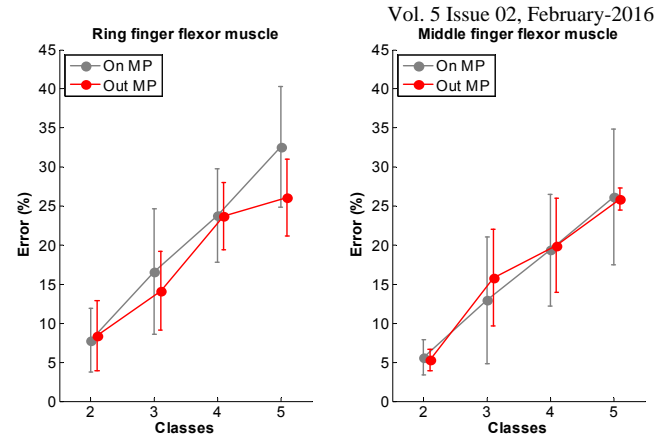 Vol. 5 Issue 02, February-2016
Ring finger flexor muscle
45
40
35
30
25
20
15
10
5
0
Error (%)
On MP
Out MP
2 3 4 5
Classes
Middle finger flexor muscle
45
40
35
30
25
20
15
10
5
0
Error (%)
On MP
Out MP
2 3 4 5
Classes